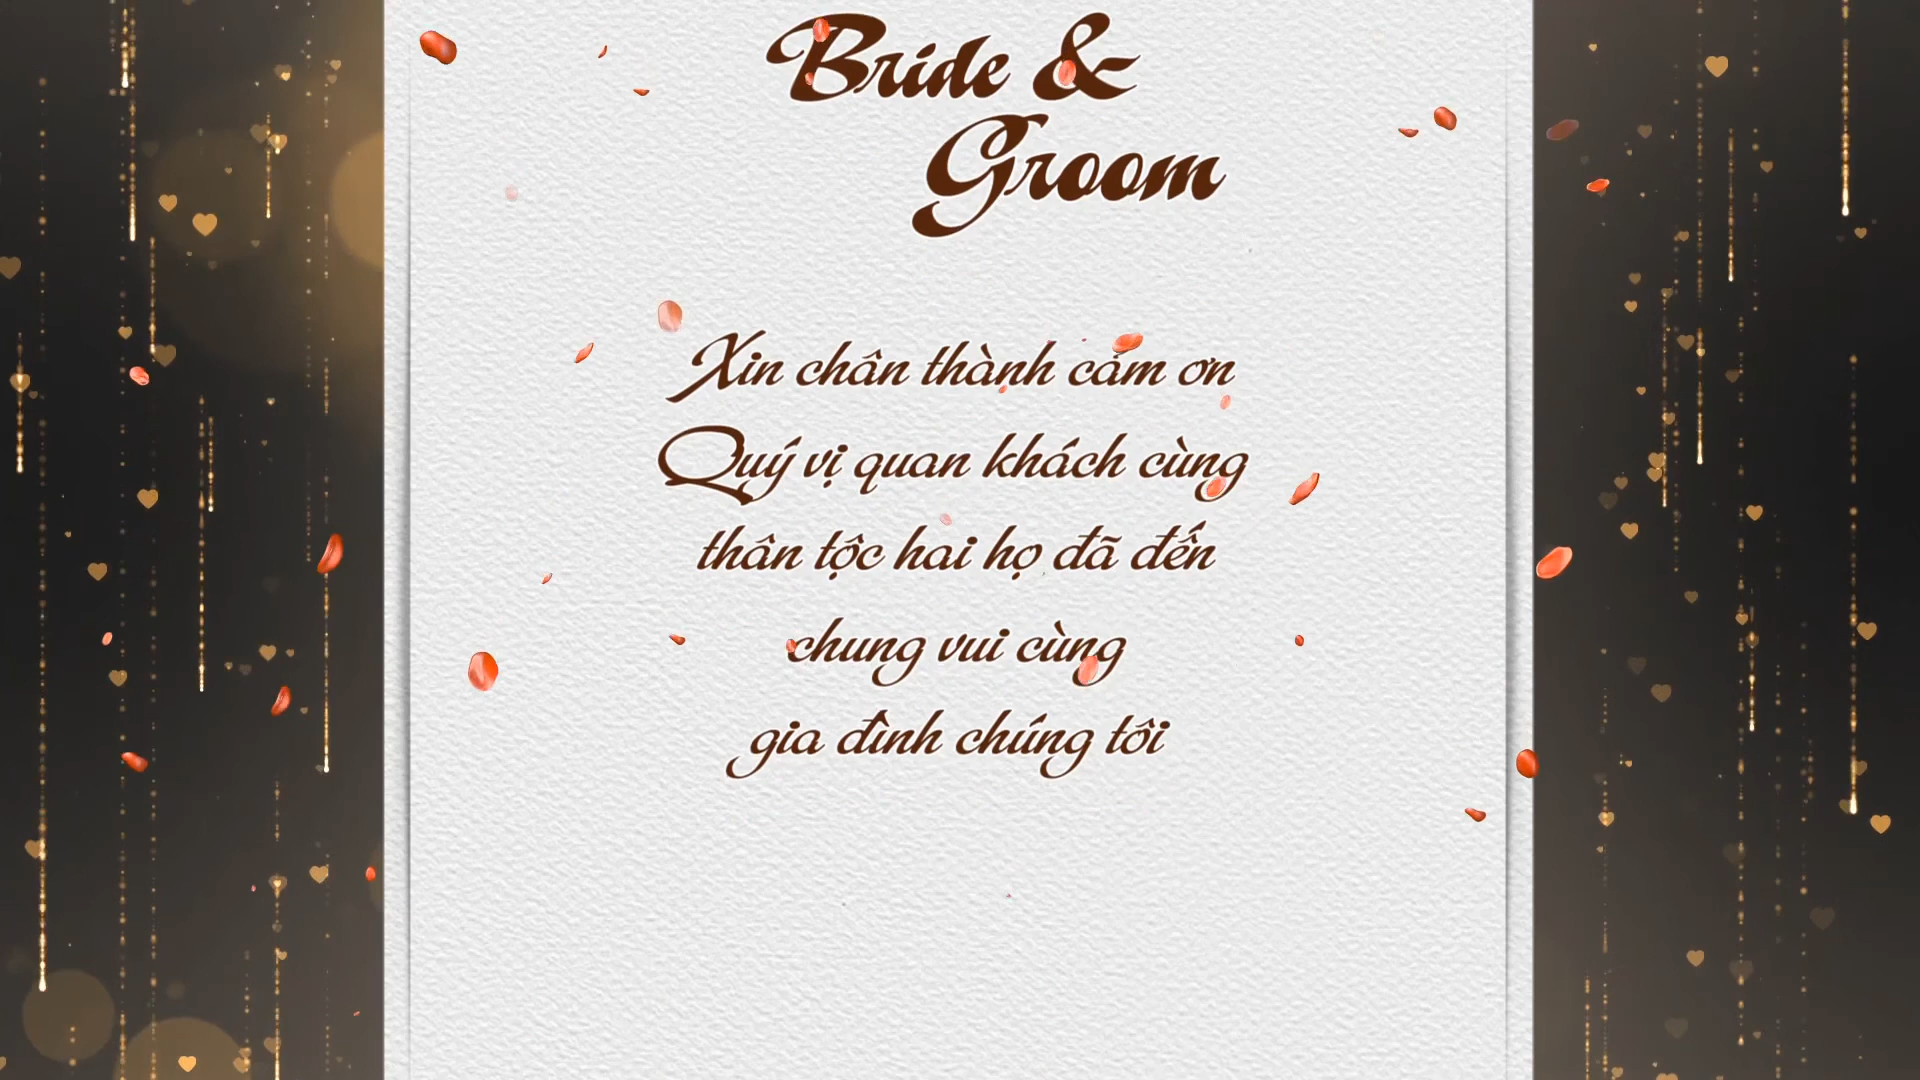 Bride &
Groom
Xin chân thành cảm ơn
Quý vị quan khách cùng
thân tộc hai họ đã đến
chung vui cùng
gia đình chúng tôi